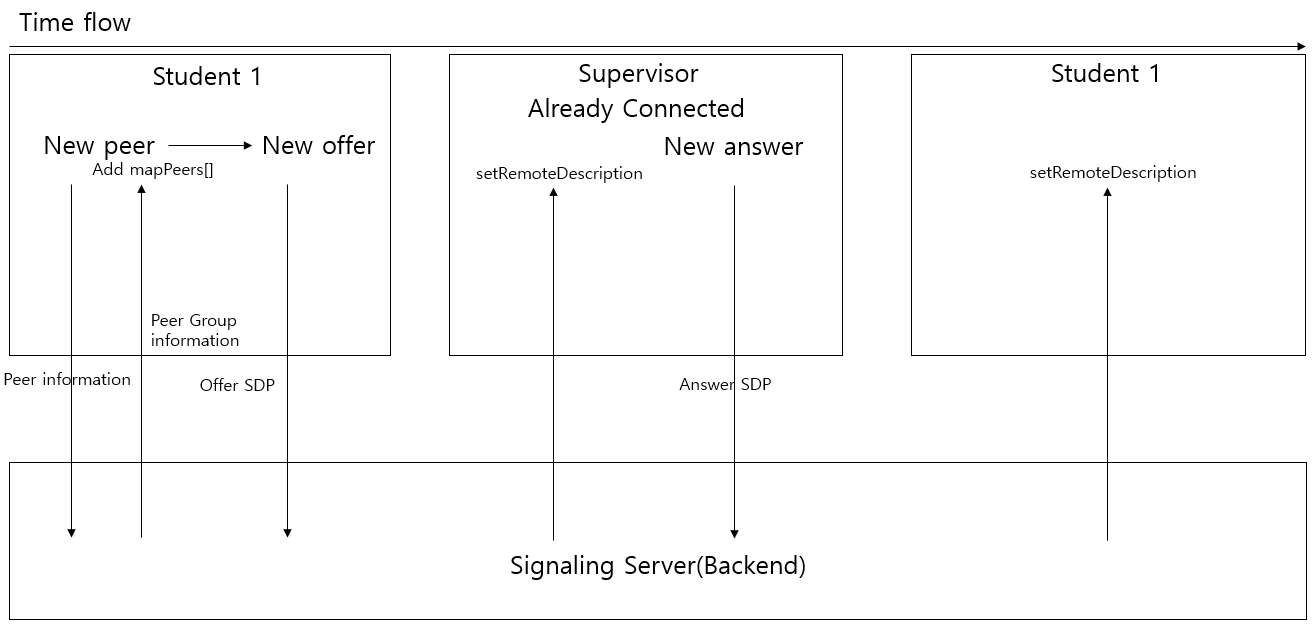 Time flow
Student 1
New peer
New offer
Add mapPeers[]
Peer Group
information
Peer information
Offer SDP
Supervisor
Already Connected
New answer
setRemoteDescription
Answer SDP
Student 1
setRemoteDescription
Signaling Server(Backend)